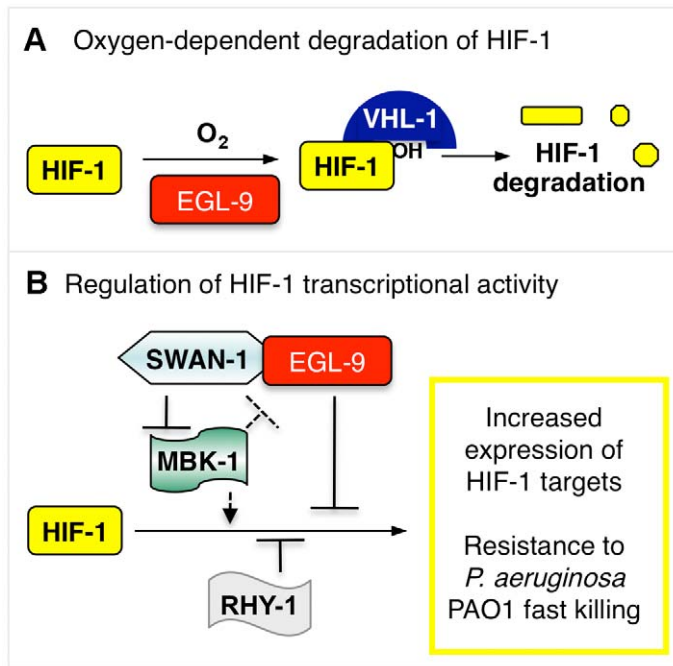 A Oxygen-dependent degradation of HIF-1
HIF-1
O2
EGL-9
VHL-1
OH
HIF-1
HIF-1
degradation
B Regulation of HIF-1 transcriptional activity
SWAN-1
EGL-9
MBK-1
HIF-1
RHY-1
Increased
expression of
HIF-1 targets
Resistance to
P. aeruginosa
PAO1 fast killing